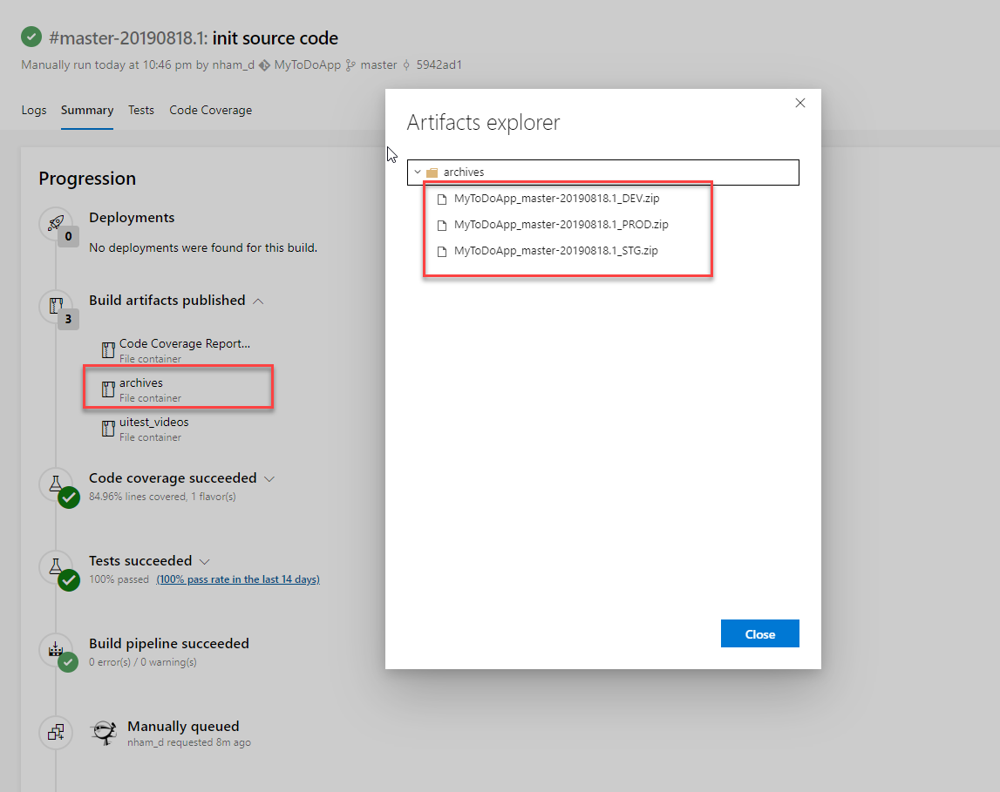 #master-20190818.1: init source code
Manually run today at 10:46 pm by nham_d MyToDoApp master 5942ad1
Logs Summary Tests Code Coverage
Progression
Deployments
0
No deployments were found for this build.
Build artifacts published
3
Code Coverage Report...
File container
archives
File container
uitest_videos
File container
Code coverage succeeded
84.96% lines covered, 1 flavor(s)
Tests succeeded
100% passed (100% pass rate in the last 14 days)
Build pipeline succeeded
0 error(s) / 0 warning(s)
Manually queued
nham_d requested 8m ago
Artifacts explorer
archives
MyToDoApp_master-20190818.1_DEV.zip
MyToDoApp_master-20190818.1_PROD.zip
MyToDoApp_master-20190818.1_STG.zip
Close